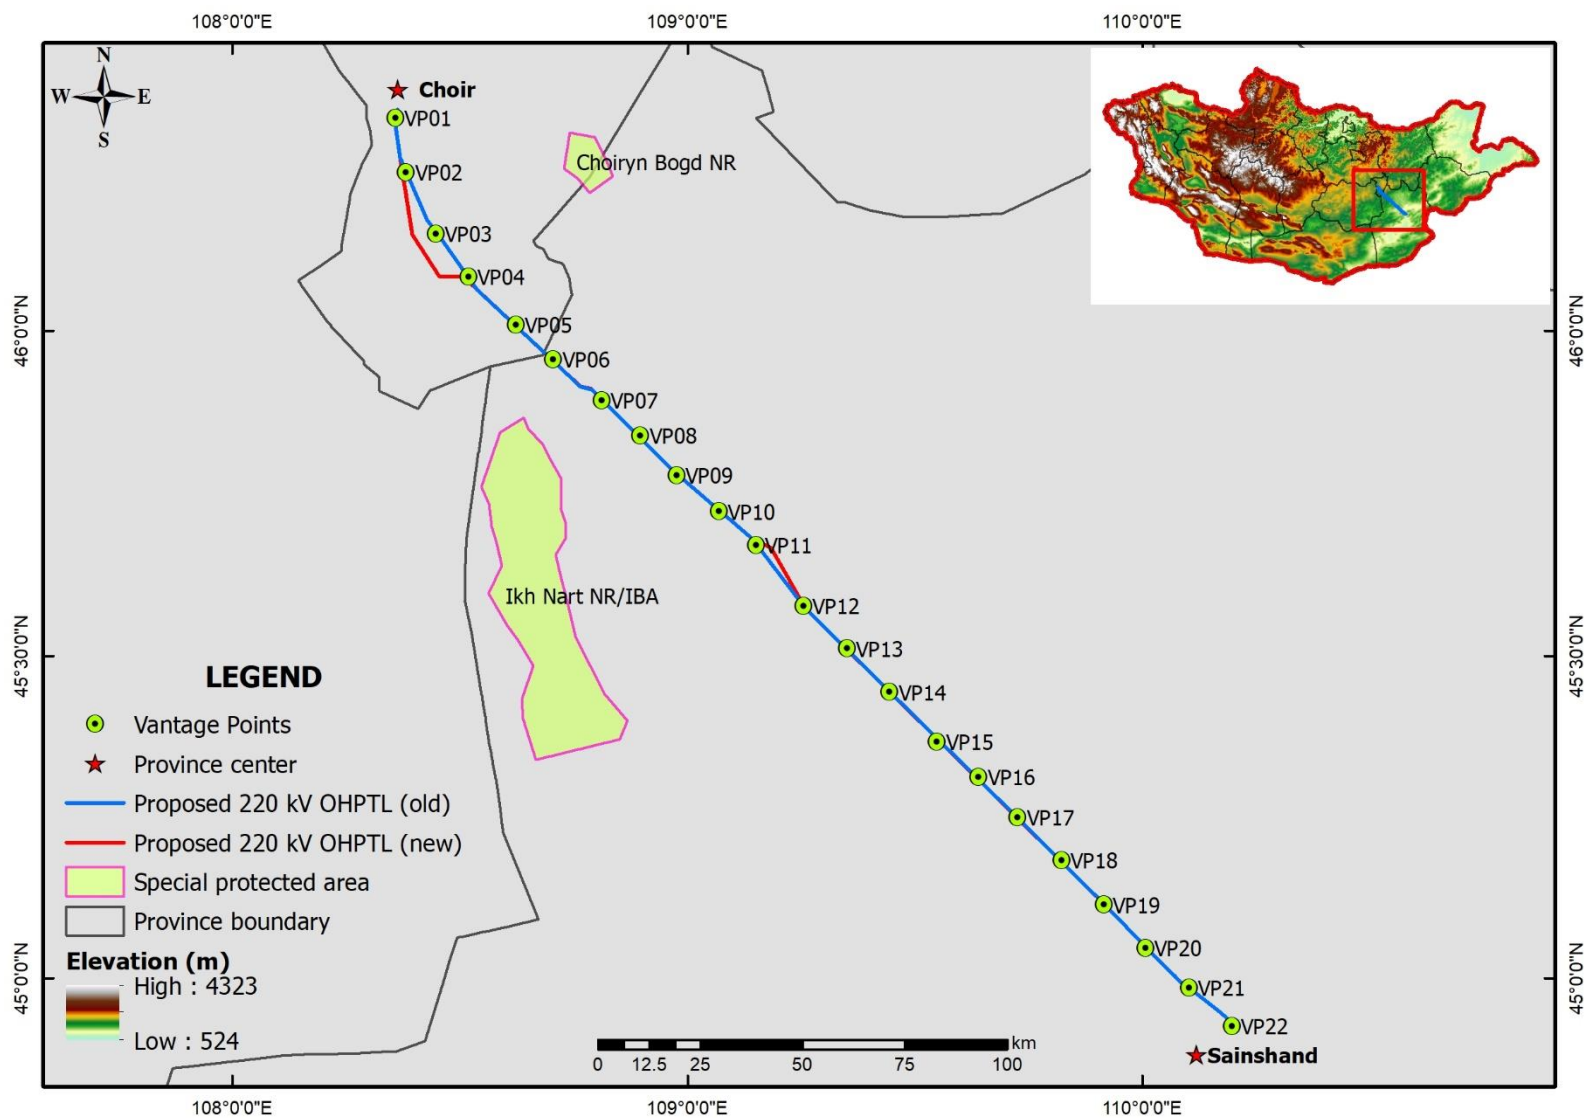 108°0'0"E
109°0'0"E
110°0'0"E
N
W E
S
Choir
VP01
Choiryn Bogd NR
VP02
VP03
VP04
46°0'0"N
46°0'0"N
VP05
VP06
VP07
VP08
VP09
VP10
VP11
Ikh Nart NR/IBA
VP12
VP13
45°30'0"N
45°30'0"N
VP14
VP15
VP16
VP17
VP18
VP19
VP20
VP21
VP22
Sainshand
LEGEND
Vantage Points
Province center
Proposed 220 kV OHPTL (old)
Proposed 220 kV OHPTL (new)
Special protected area
Province boundary
Elevation (m)
High : 4323
Low : 524
45°0'0"N
45°0'0"N
km
0 12.5 25 50 75 100
108°0'0"E
109°0'0"E
110°0'0"E